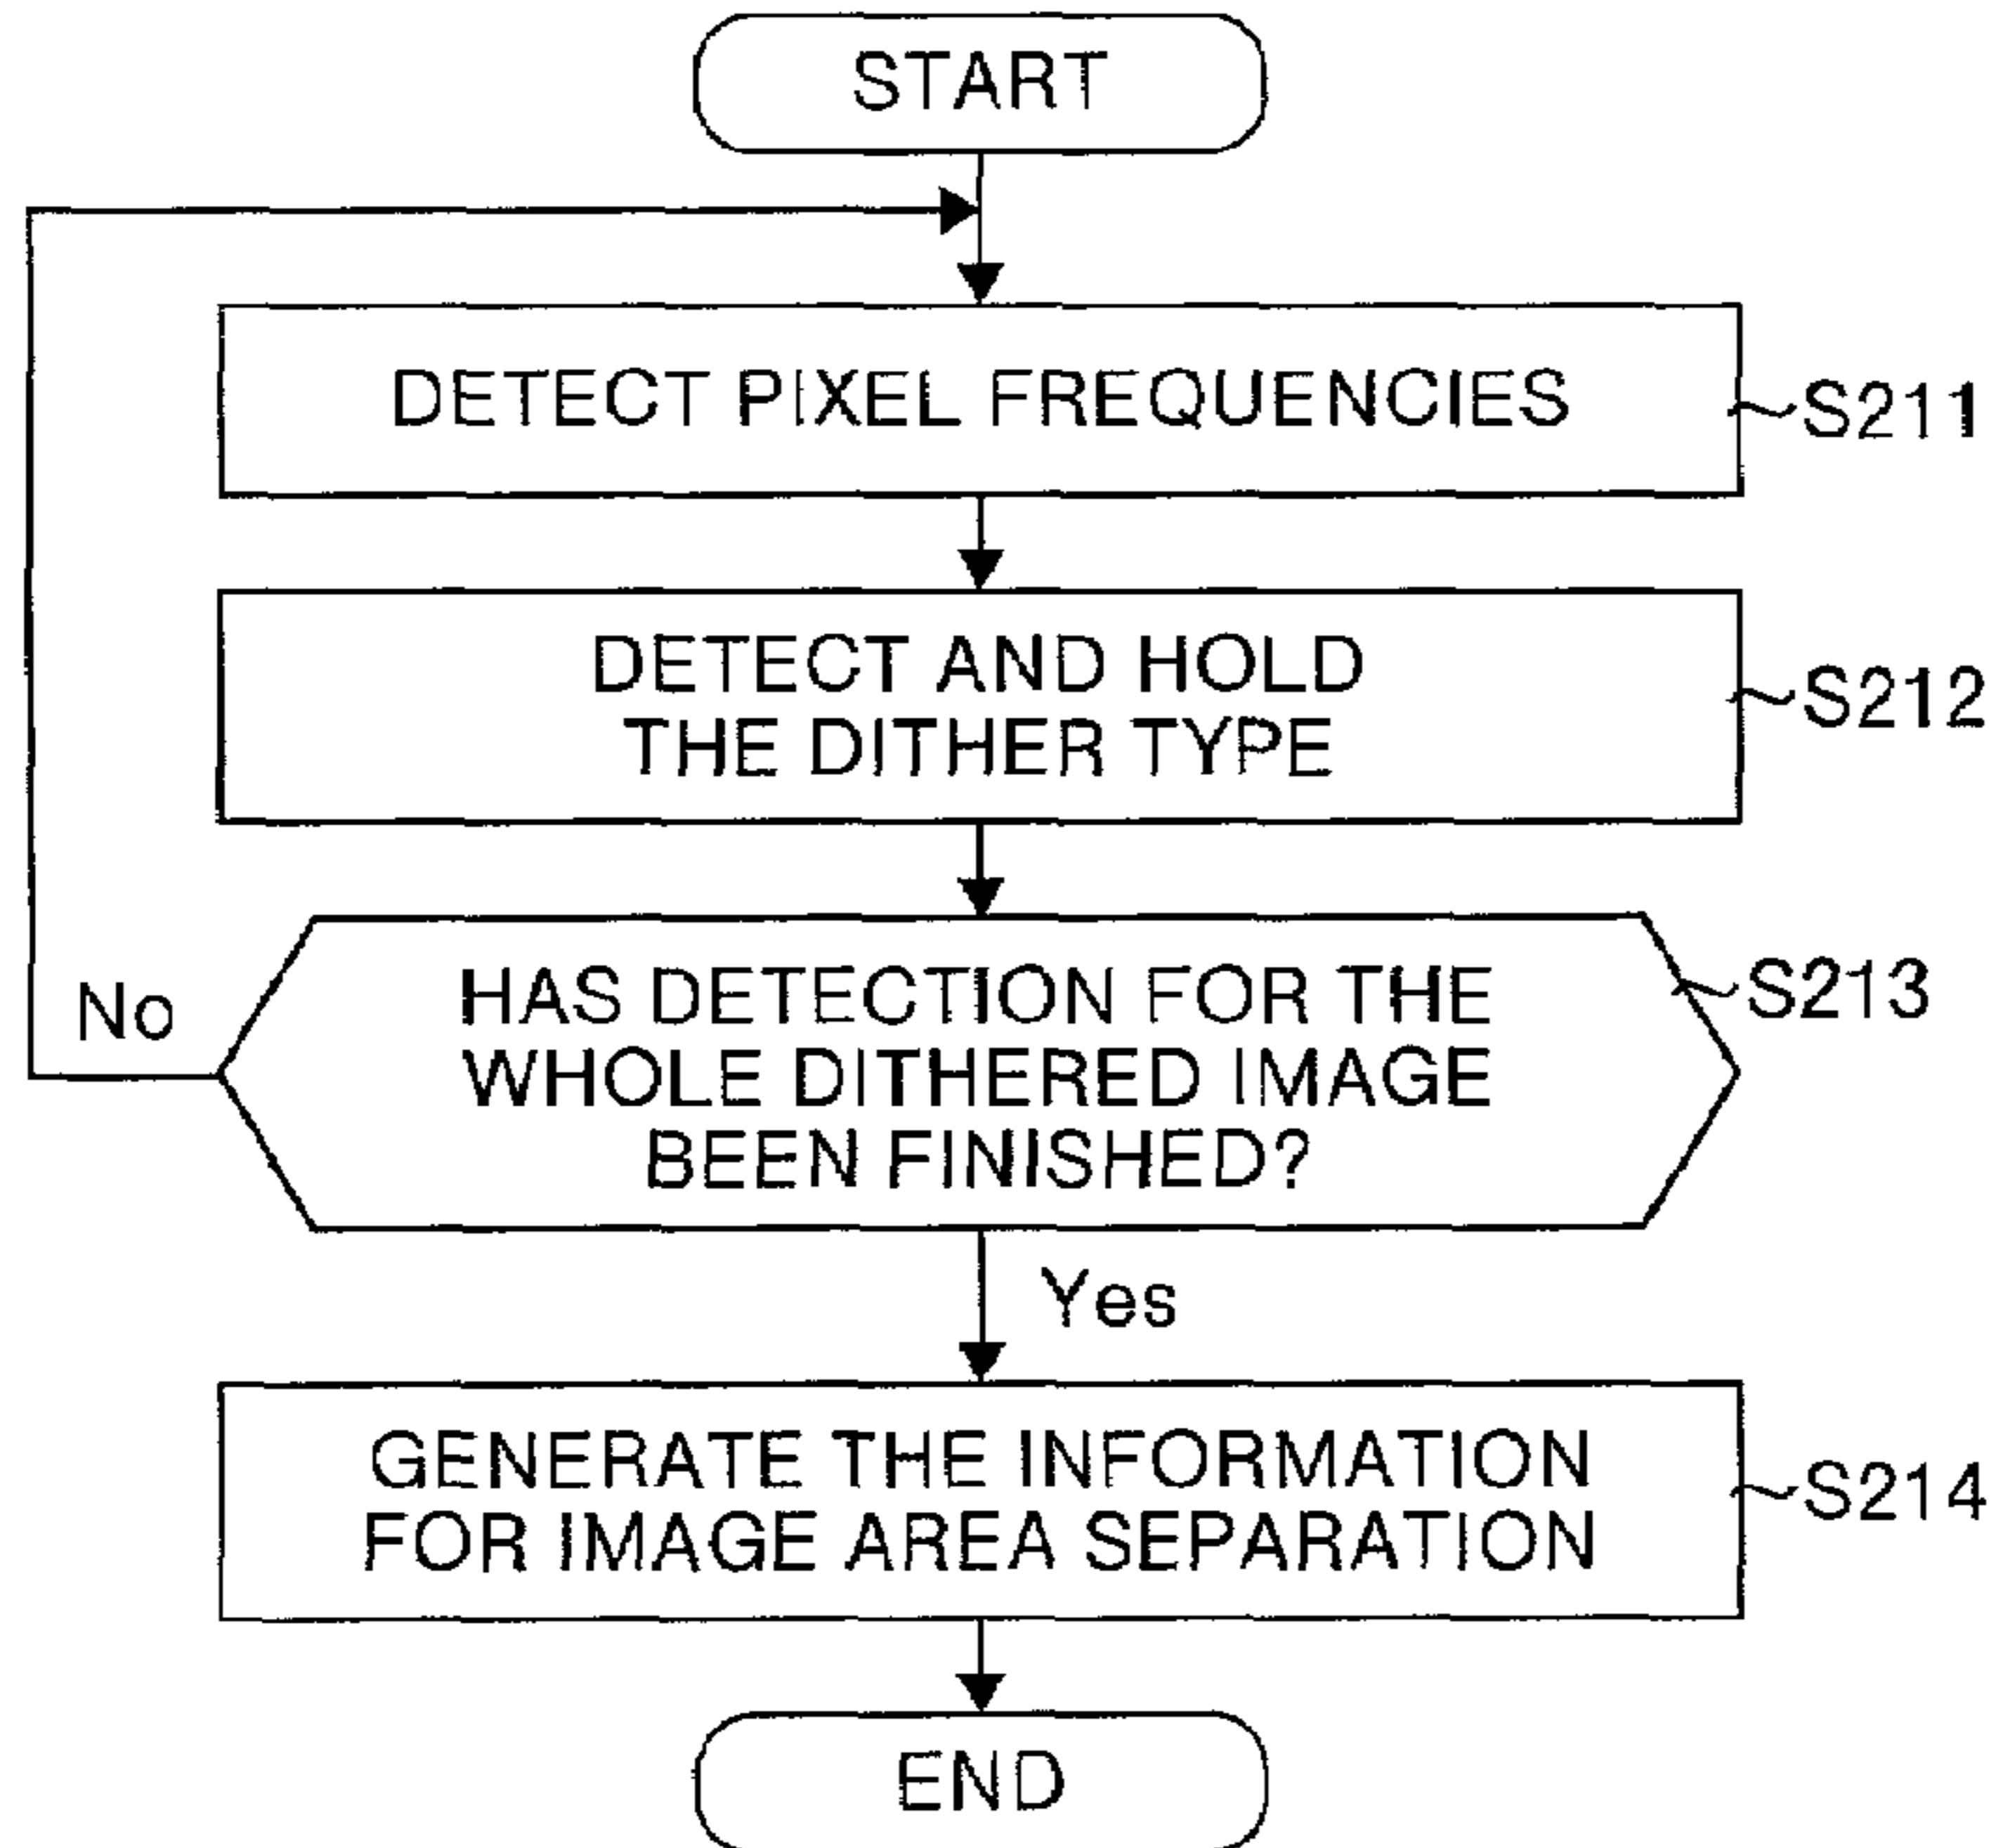 START
DETECT PIXEL FREQUENCIES
S211
DETECT AND HOLD
THE DITHER TYPE
S212
HAS DETECTION FOR THE
WHOLE DITHERED IMAGE
BEEN FINISHED?
S213
No
Yes
GENERATE THE INFORMATION
FOR IMAGE AREA SEPARATION
S214
END